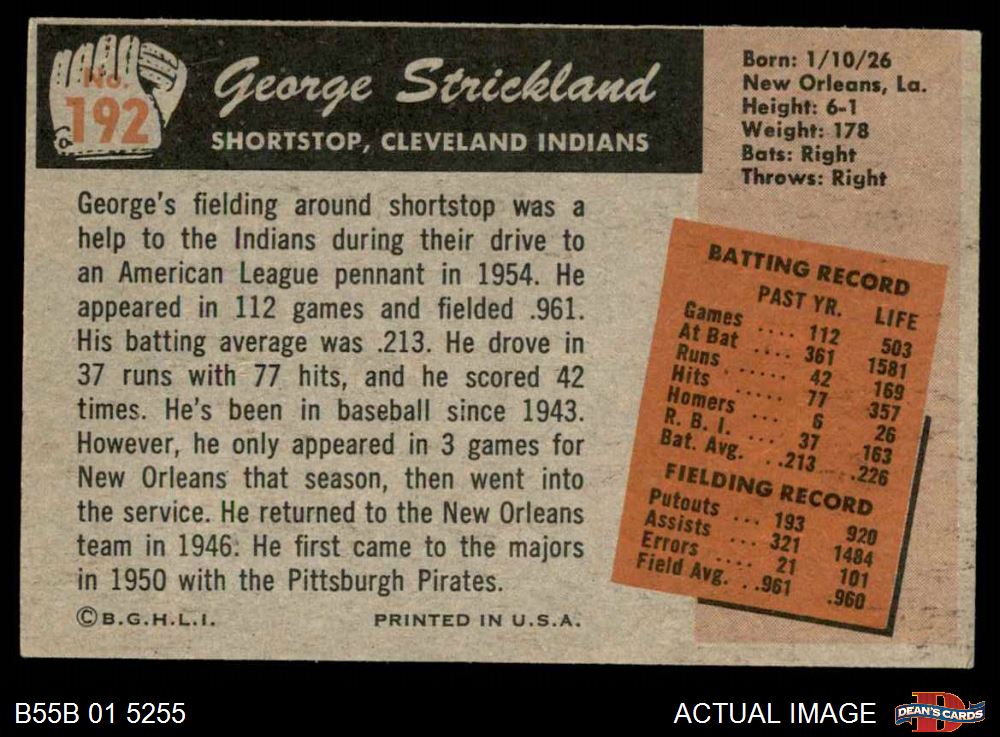 No.
192
George Strickland
SHORTSTOP, CLEVELAND INDIANS
Born: 1/10/26
New Orleans, La.
Height: 6-1
Weight: 178
Bats: Right
Throws: Right
George's fielding around shortstop was a
help to the Indians during their drive to
an American League pennant in 1954. He
appeared in 112 games and fielded .961.
His batting average was .213. He drove in
37 runs with 77 hits, and he scored 42
times. He's been in baseball since 1943.
However, he only appeared in 3 games for
New Orleans that season, then went into
the service. He returned to the New Orleans
team in 1946. He first came to the majors
in 1950 with the Pittsburgh Pirates.
©B.G.H.L.I. PRINTED IN U.S.A.
BATTING RECORD
PAST YR. LIFE
Games .... 112 503
At Bat .... 361 1581
Runs ...... 42 169
Hits ..... 77 357
Homers ... 6 26
R. B. I. ... 37 163
Bat. Avg. ..213 .226
FIELDING RECORD
Putouts ... 193 920
Assists ... 321 1484
Errors .... 21 101
Field Avg. ..961 .960
B55B 01 5255
ACTUAL IMAGE
DEAN'S CARDS